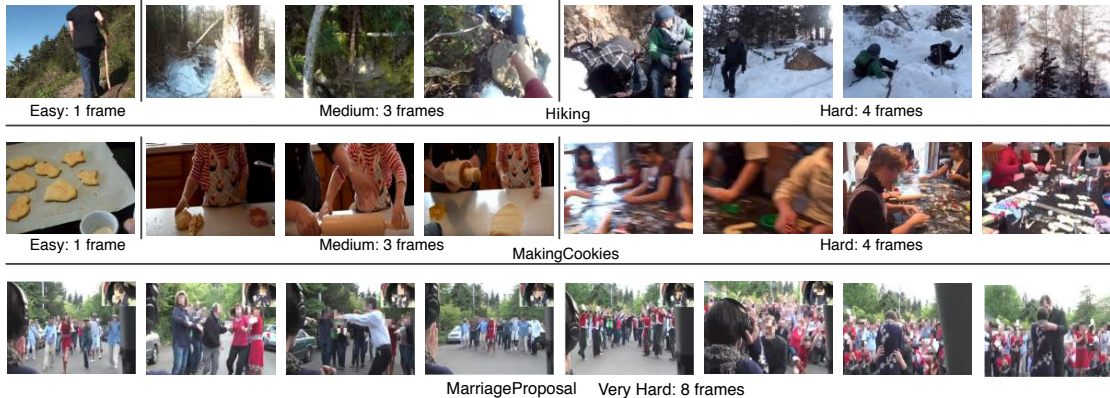 Easy: 1 frame
Medium: 3 frames
Hiking
Hard: 4 frames
Easy: 1 frame
Medium: 3 frames
MakingCookies
Hard: 4 frames
MarriageProposal Very Hard: 8 frames